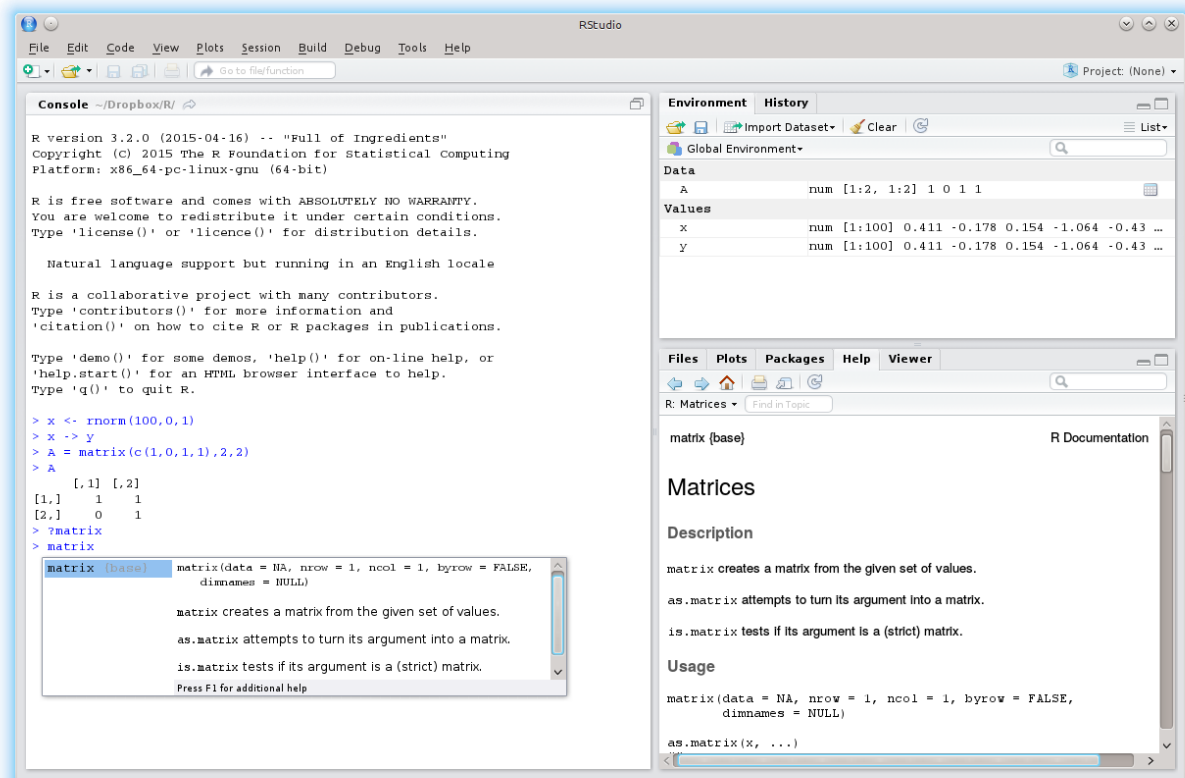 RStudio
File Edit Code View Plots Session Build Debug Tools Help
Go to file/function
Project: (None)
Console ~/Dropbox/R/
R version 3.2.0 (2015-04-16) -- "Full of Ingredients"
Copyright (C) 2015 The R Foundation for Statistical Computing
Platform: x86_64-pc-linux-gnu (64-bit)
R is free software and comes with ABSOLUTELY NO WARRANTY.
You are welcome to redistribute it under certain conditions.
Type 'license()' or 'licence()' for distribution details.
Natural language support but running in an English locale
R is a collaborative project with many contributors.
Type 'contributors()' for more information and
'citation()' on how to cite R or R packages in publications.
Type 'demo()' for some demos, 'help()' for on-line help, or
'help.start()' for an HTML browser interface to help.
Type 'q()' to quit R.
> x <- rnorm(100,0,1)
> x -> y
> A = matrix(c(1,0,1,1),2,2)
> A
[,1] [,2]
[1,] 1 1
[2,] 0 1
> ?matrix
> matrix
matrix {base}
matrix(data = NA, nrow = 1, ncol = 1, byrow = FALSE,
dimnames = NULL)
matrix creates a matrix from the given set of values.
as.matrix attempts to turn its argument into a matrix.
is.matrix tests if its argument is a (strict) matrix.
Press F1 for additional help
Environment History
Import Dataset Clear List
Global Environment
Data
A num [1:2, 1:2] 1 0 1 1
Values
x num [1:100] 0.411 -0.178 0.154 -1.064 -0.43 ...
y num [1:100] 0.411 -0.178 0.154 -1.064 -0.43 ...
Files Plots Packages Help Viewer
R: Matrices Find in Topic
matrix {base} R Documentation
Matrices
Description
matrix creates a matrix from the given set of values.
as.matrix attempts to turn its argument into a matrix.
is.matrix tests if its argument is a (strict) matrix.
Usage
matrix(data = NA, nrow = 1, ncol = 1, byrow = FALSE,
dimnames = NULL)
as.matrix(x, ...)